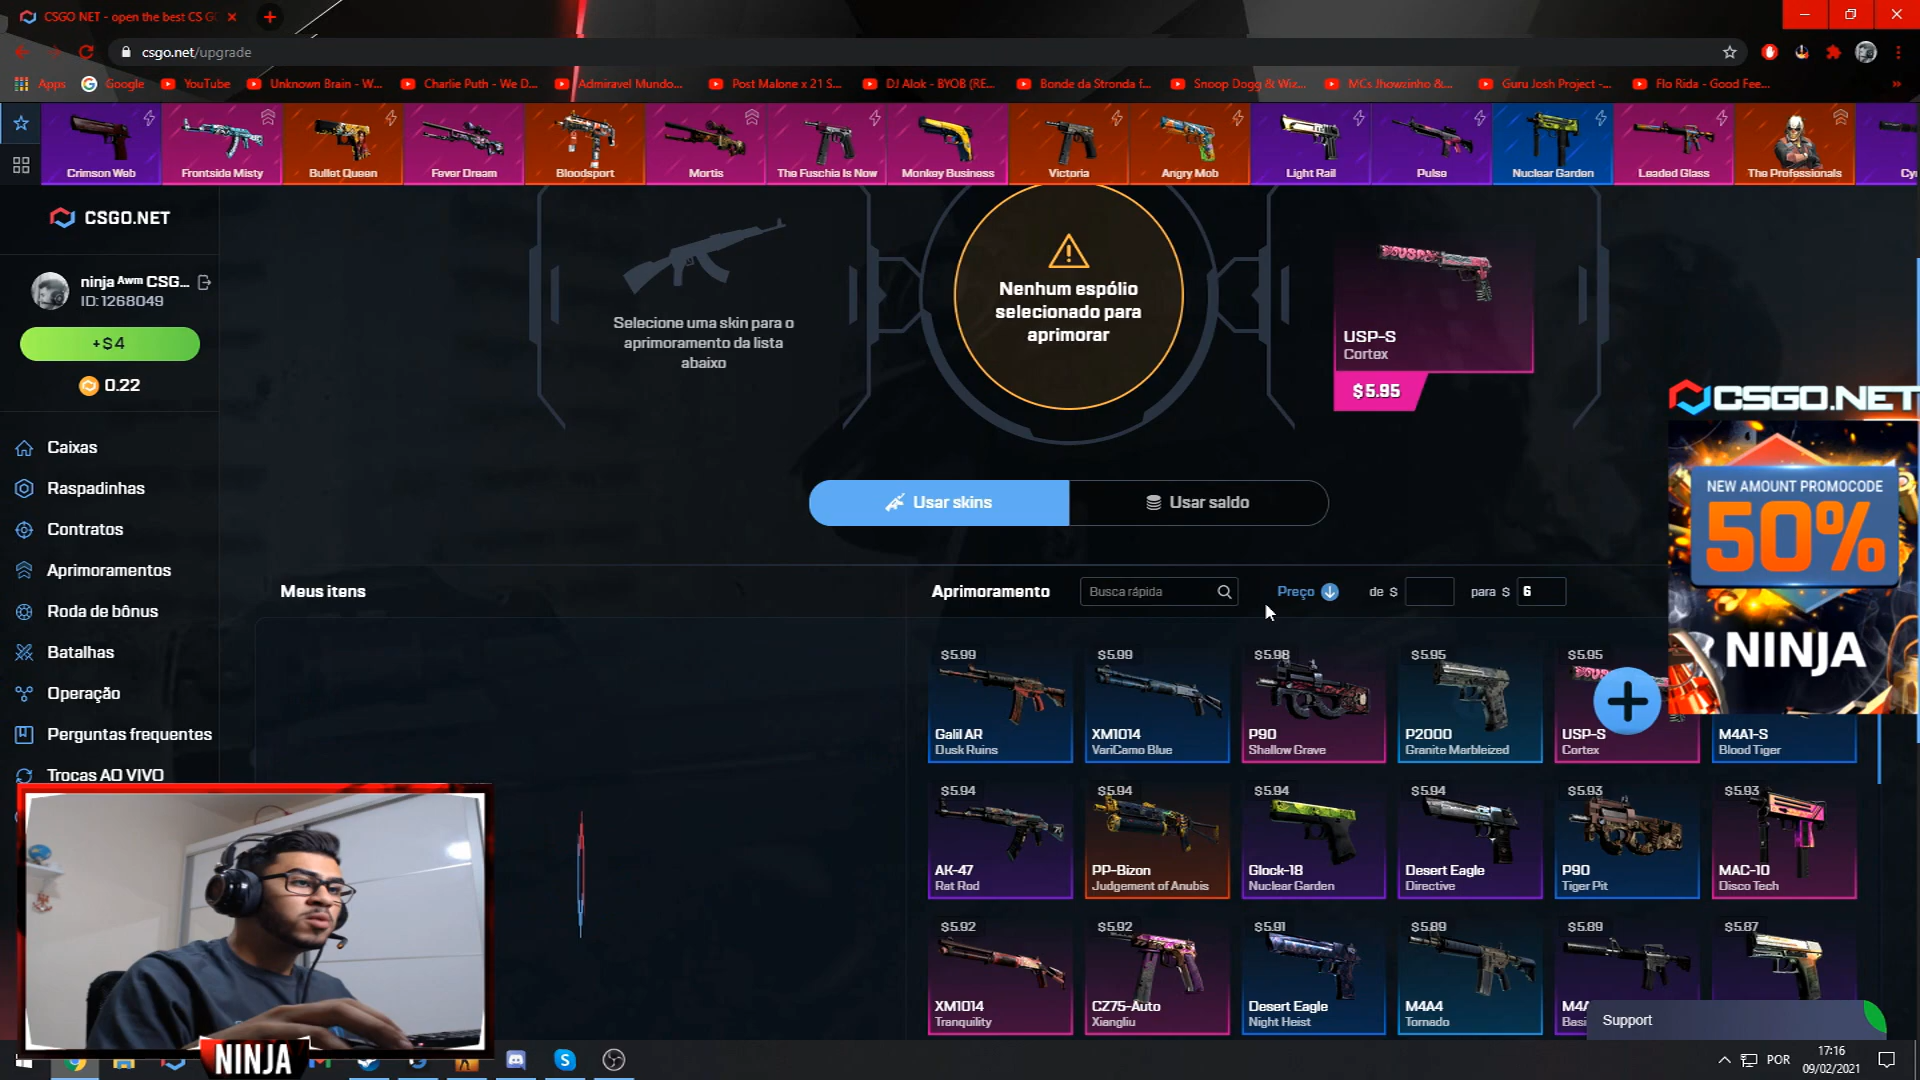 CSGO NET - open the best CS G
csgo.net/upgrade
Apps
Google
YouTube
Unknown Brain - W...
Charlie Puth - We D...
Admiravel Mundo...
Post Malone x 21 S...
DJ Alok - BYOB (RE...
Bonde da Stronda f...
Snoop Dogg & Wiz...
MCs Jhowzinho &...
Guru Josh Project -...
Flo Rida - Good Fee...
Crimson Web
Frontside Misty
Bullet Queen
Fever Dream
Bloodsport
Mortis
The Fuschia Is Now
Monkey Business
Victoria
Angry Mob
Light Rail
Pulse
Nuclear Garden
Leaded Glass
The Professionals
Cy
CSGO.NET
ninja Awm CSG...
ID:1268049
+$4
0.22
Caixas
Raspadinhas
Contratos
Aprimoramentos
Roda de bônus
Batalhas
Operação
Perguntas frequentes
Trocas AO VIVO
Selecione uma skin para o
aprimoramento da lista
abaixo
Nenhum espólio
selecionado para
aprimorar
USP-S
Cortex
$5.95
Usar skins
Usar saldo
Meus itens
Aprimoramento
Busca rápida
Preço
de $
para $
6
$5.99
Galil AR
Dusk Ruins
$5.99
XM1014
VariCamo Blue
$5.98
P90
Shallow Grave
$5.95
P2000
Granite Marbleized
$5.95
USP-S
Cortex
M4A1-S
Blood Tiger
$5.94
AK-47
Rat Rod
$5.94
PP-Bizon
Judgement of Anubis
$5.94
Glock-18
Nuclear Garden
$5.94
Desert Eagle
Directive
$5.93
P90
Tiger Pit
$5.93
MAC-10
Disco Tech
$5.92
XM1014
Tranquility
$5.92
CZ75-Auto
Xiangliu
$5.91
Desert Eagle
Night Heist
$5.89
M4A4
Tornado
$5.89
M4A
Basi
$5.87
CSGO.NET
NEW AMOUNT PROMOCODE
50%
NINJA
Support
NINJA
POR
17:16
09/02/2021